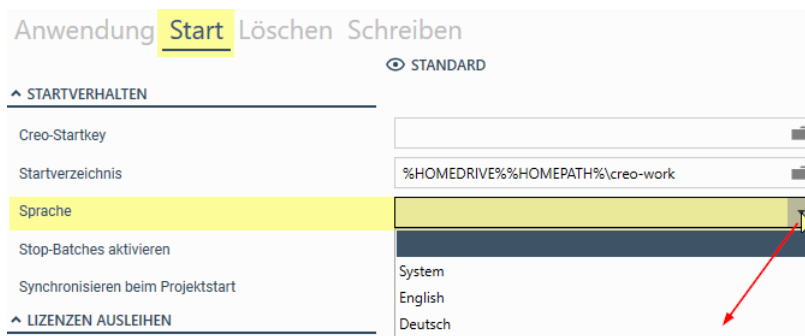 Anwendung Start Löschen Schreiben
STANDARD
STARTVERHALTEN
Creo-Startkey
Startverzeichnis %HOMEDRIVE%%HOMEPATH%\creo-work
Sprache
Stop-Batches aktivieren
System
Synchronisieren beim Projektstart
English
LIZENZEN AUSLEIHEN
Deutsch